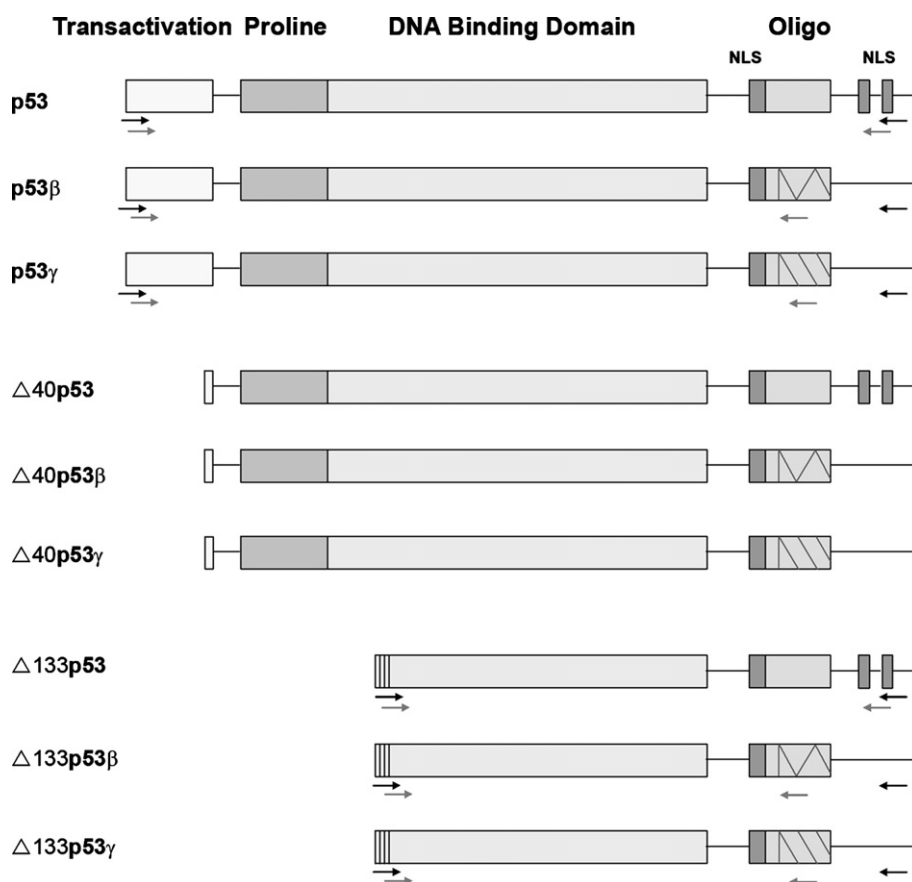 Transactivation Proline DNA Binding Domain Oligo
NLS NLS
p53
p53β
p53γ
△40p53
△40p53β
△40p53γ
△133p53
△133p53β
△133p53γ